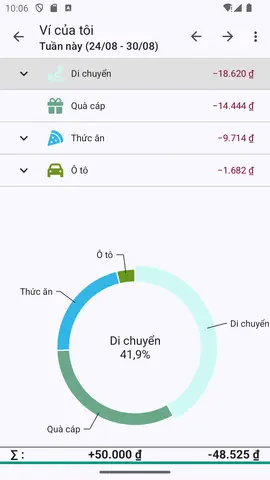 10:06
Ví của tôi
Tuần này (24/08 - 30/08)
Di chuyển −18.620 ₫
Quà cáp −14.444 ₫
Thức ăn −9.714 ₫
Ô tô −1.682 ₫
Ô tô
Thức ăn
Di chuyển
Di chuyển
41,9%
Quà cáp
Σ : +50.000 ₫ -48.525 ₫